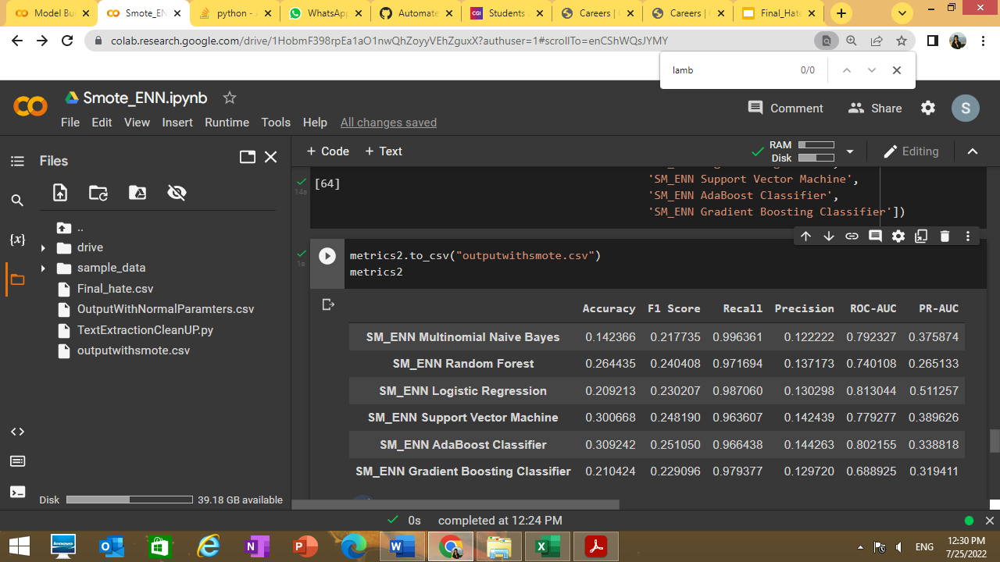 Model Bu
Smote_EN
python - 
WhatsApp
Automate
CGI
Students 
Careers |
Careers |
Final_Hate
colab.research.google.com/drive/1HobmF398rpEa1aO1nwQhZoyyVEhZguxX?authuser=1#scrollTo=enCShWQsJYMY
lamb 0/0
Smote_ENN.ipynb
Comment
Share
S
File Edit View Insert Runtime Tools Help All changes saved
Files
+ Code + Text
RAM
Disk
Editing
..
drive
sample_data
Final_hate.csv
OutputWithNormalParamters.csv
TextExtractionCleanUP.py
outputwithsmote.csv
{x}
Disk 39.18 GB available
[64]
14s
'SM_ENN Support Vector Machine',
'SM_ENN AdaBoost Classifier',
'SM_ENN Gradient Boosting Classifier'])
1s
metrics2.to_csv("outputwithsmote.csv")
metrics2
Accuracy F1 Score Recall Precision ROC-AUC PR-AUC
SM_ENN Multinomial Naive Bayes 0.142366 0.217735 0.996361 0.122222 0.792327 0.375874
SM_ENN Random Forest 0.264435 0.240408 0.971694 0.137173 0.740108 0.265133
SM_ENN Logistic Regression 0.209213 0.230207 0.987060 0.130298 0.813044 0.511257
SM_ENN Support Vector Machine 0.300668 0.248190 0.963607 0.142439 0.779277 0.389626
SM_ENN AdaBoost Classifier 0.309242 0.251050 0.966438 0.144263 0.802155 0.338818
SM_ENN Gradient Boosting Classifier 0.210424 0.229096 0.979377 0.129720 0.688925 0.319411
0s completed at 12:24 PM
lenovo
ENG
12:30 PM
7/25/2022